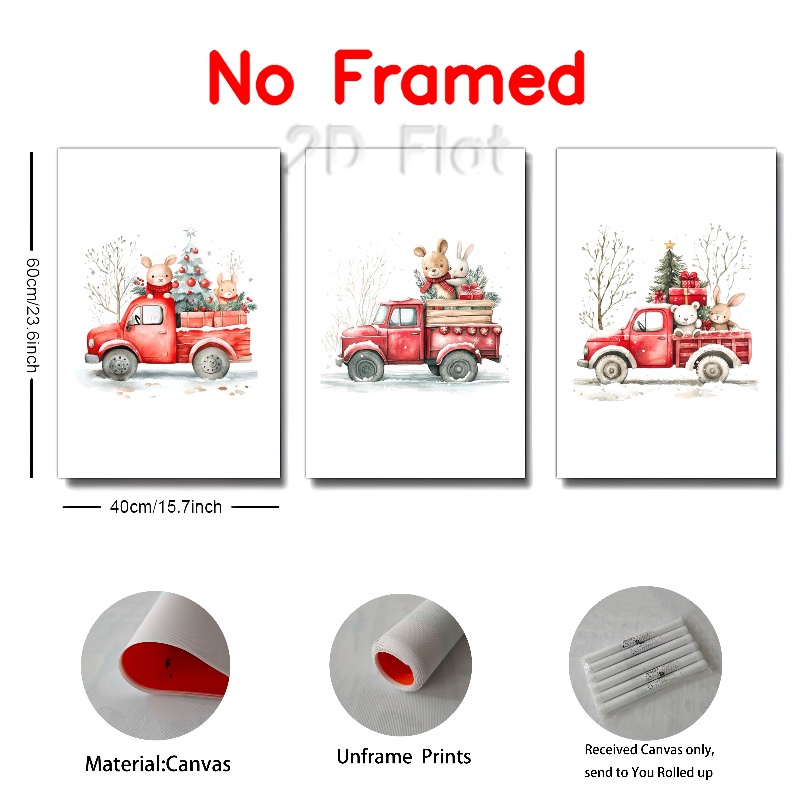 No Framed
2D Flat
60cm/23.6inch
40cm/15.7inch
Material:Canvas
Unframe Prints
Received Canvas only,
send to You Rolled up